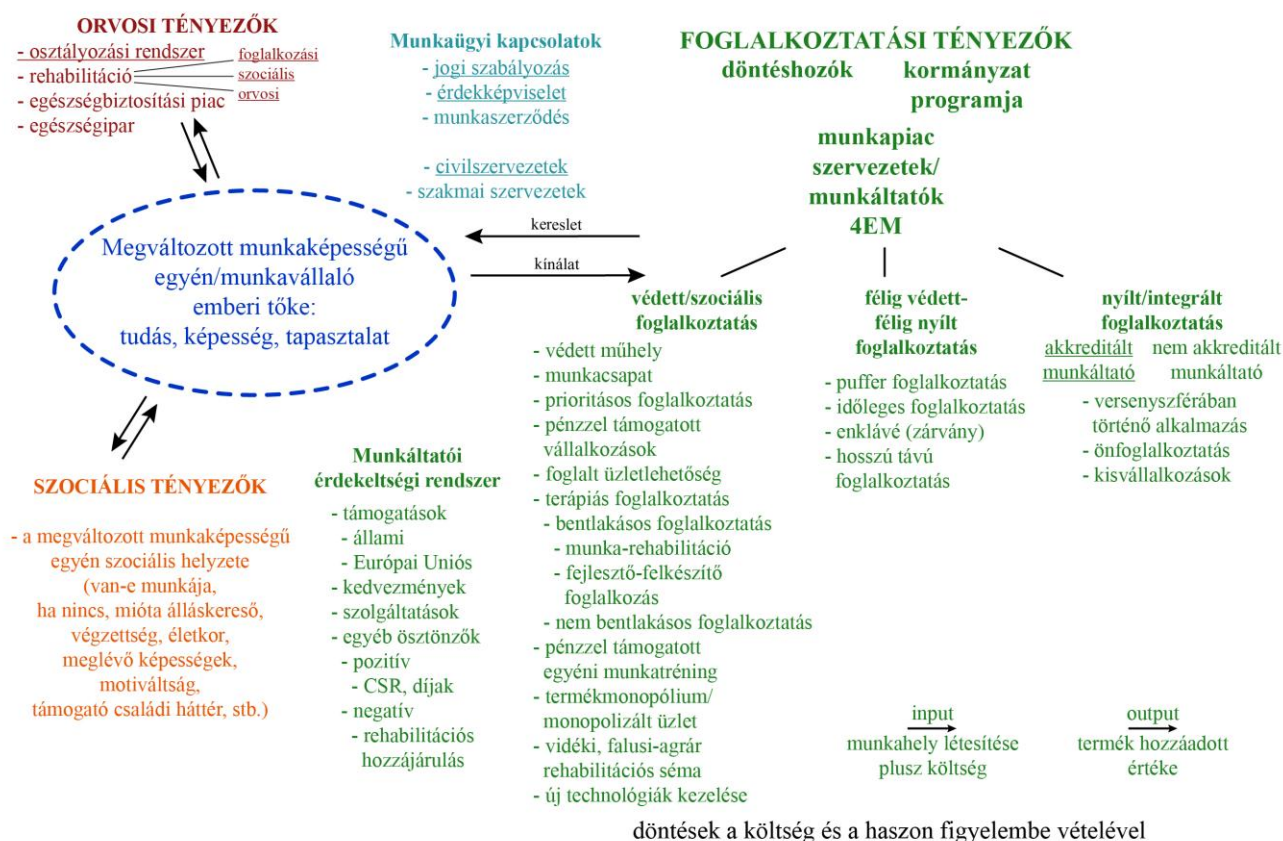 ORVOSI TÉNYEZŐK
- osztályozási rendszer
- rehabilitáció
foglalkozási
szociális
orvosi
- egészségbiztosítási piac
- egészségipar
Munkaügyi kapcsolatok
- jogi szabályozás
- érdekképviselet
- munkaszerződés
- civilszervezetek
- szakmai szervezetek
FOGLALKOZTATÁSI TÉNYEZŐK
döntéshozók
kormányzat
programja
munkapiac
szervezetek/
munkáltatók
4EM
kereslet
kínálat
Megváltozott munkaképességű
egyén/munkavállaló
emberi tőke:
tudás, képesség, tapasztalat
SZOCIÁLIS TÉNYEZŐK
- a megváltozott munkaképességű
egyén szociális helyzete
(van-e munkája,
ha nincs, mióta álláskereső,
végzettség, életkor,
meglévő képességek,
motiváltság,
támogató családi háttér, stb.)
Munkáltatói
érdekeltségi rendszer
- támogatások
- állami
- Európai Uniós
- kedvezmények
- szolgáltatások
- egyéb ösztönzők
- pozitív
- CSR, díjak
- negatív
- rehabilitációs
hozzájárulás
védett/szociális
foglalkoztatás
- védett műhely
- munkacsapat
- prioritásos foglalkoztatás
- pénzzel támogatott
vállalkozások
- foglalt üzletlehetőség
- terápiás foglalkoztatás
- bentlakásos foglalkoztatás
- munka-rehabilitáció
- fejlesztő-felkészítő
foglalkozás
- nem bentlakásos foglalkoztatás
- pénzzel támogatott
egyéni munkatréning
- termékmonopólium/
monopolizált üzlet
- vidéki, falusi-agrár
rehabilitációs séma
- új technológiák kezelése
félig védett-
félig nyílt
foglalkoztatás
- puffer foglalkoztatás
- időleges foglalkoztatás
- enklávé (zárvány)
- hosszú távú
foglalkoztatás
nyílt/integrált
foglalkoztatás
akkreditált
munkáltató
nem akkreditált
munkáltató
- versenyszférában
történő alkalmazás
- önfoglalkoztatás
- kisvállalkozások
input
munkahely létesítése
plusz költség
output
termék hozzáadott
értéke
döntések a költség és a haszon figyelembe vételével